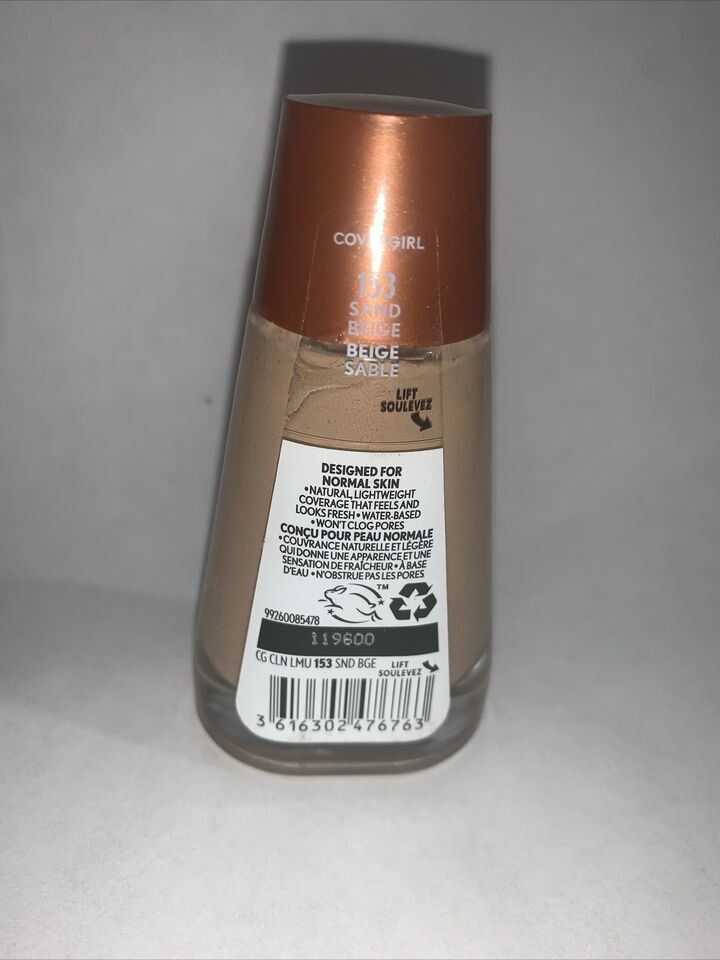 COVERGIRL
153
SAND
BEIGE
BEIGE
SABLE
LIFT
SOULEVEZ
DESIGNED FOR
NORMAL SKIN
•NATURAL, LIGHTWEIGHT
COVERAGE THAT FEELS AND
LOOKS FRESH•WATER-BASED
•WON'T CLOG PORES
CONÇU POUR PEAU NORMALE
•COUVRANCE NATURELLE ET LÉGÈRE
QUI DONNE UNE APPARENCE ET UNE
SENSATION DE FRAÎCHEUR•À BASE
D'EAU •N'OBSTRUE PAS LES PORES
TM
99260085478
119600
CG CLN LMU 153 SND BGE
LIFT
SOULEVEZ
3 616302 476763